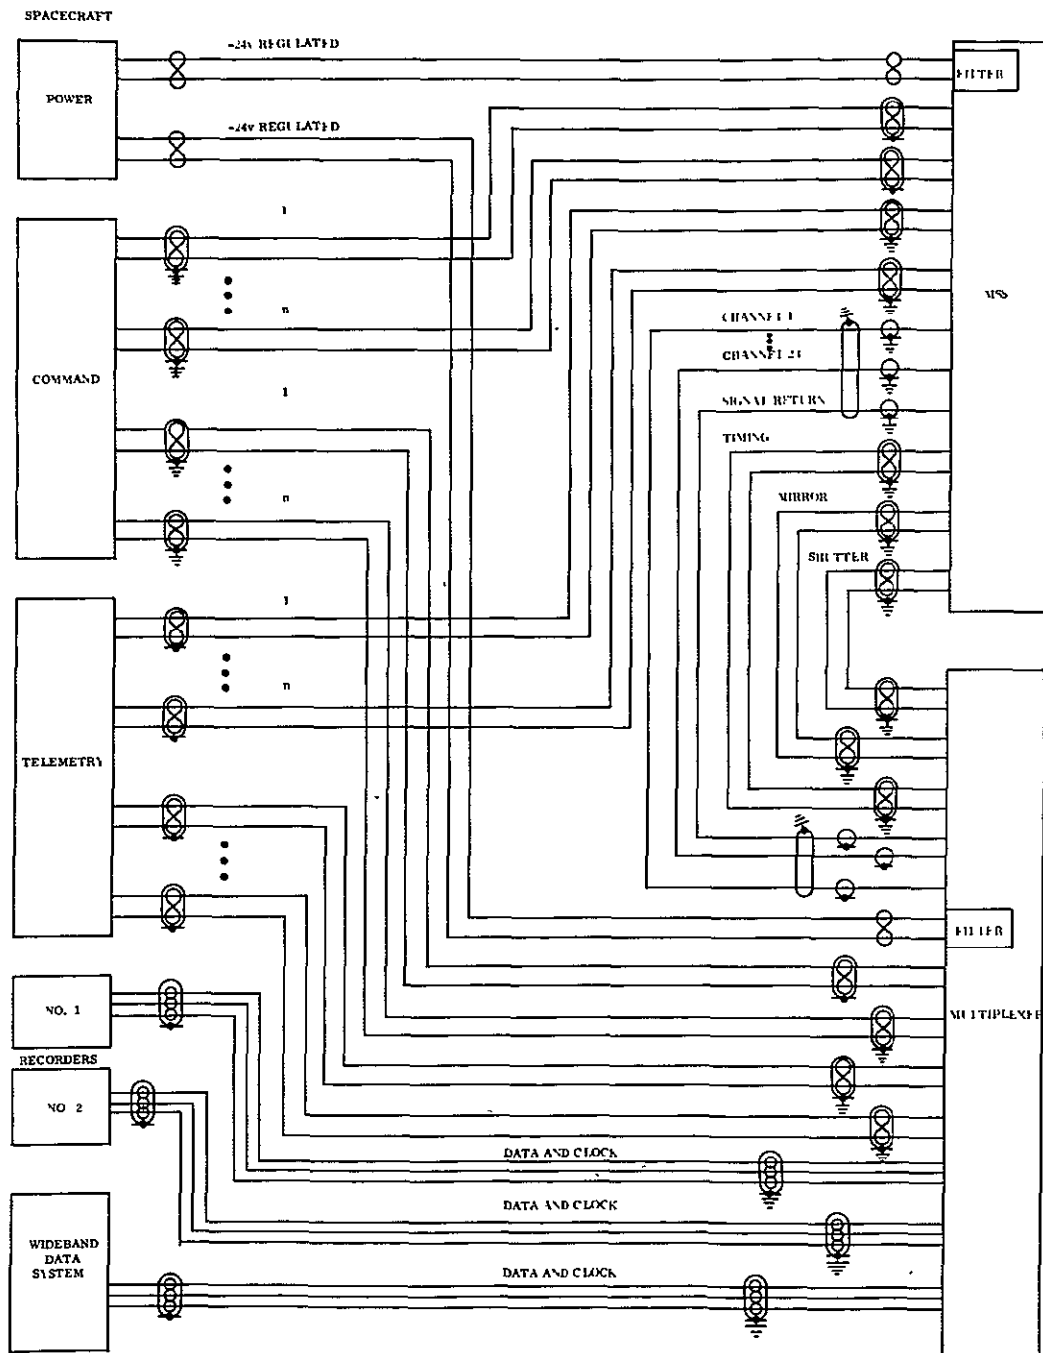 SPACECRAFT
-24v REGULATED
POWER
FILTER
-24v REGULATED
1
n
MSS
CHANNEL 1
CHANNEL 24
COMMAND
1
SIGNAL RETURN
TIMING
n
MIRROR
SHUTTER
1
n
TELEMETRY
FILTER
NO. 1
MULTIPLEXER
RECORDERS
NO. 2
DATA AND CLOCK
DATA AND CLOCK
WIDEBAND
DATA
SYSTEM
DATA AND CLOCK